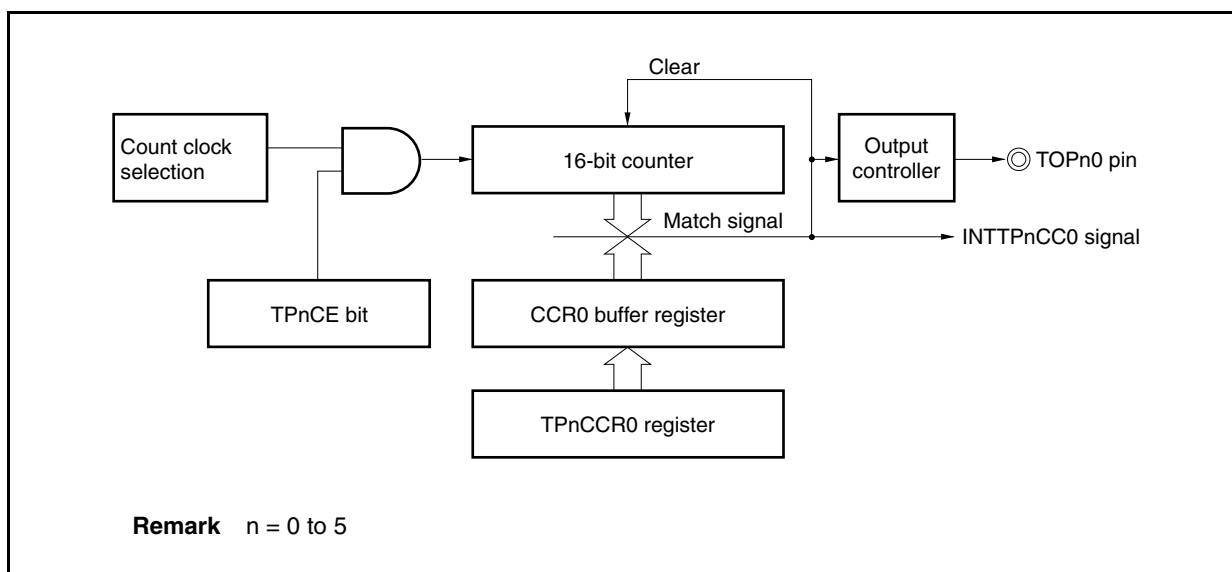 Clear
Count clock
selection
16-bit counter
Output
controller
TOPn0 pin
Match signal
INTTPnCC0 signal
TPnCE bit
CCR0 buffer register
TPnCCR0 register
Remark n = 0 to 5